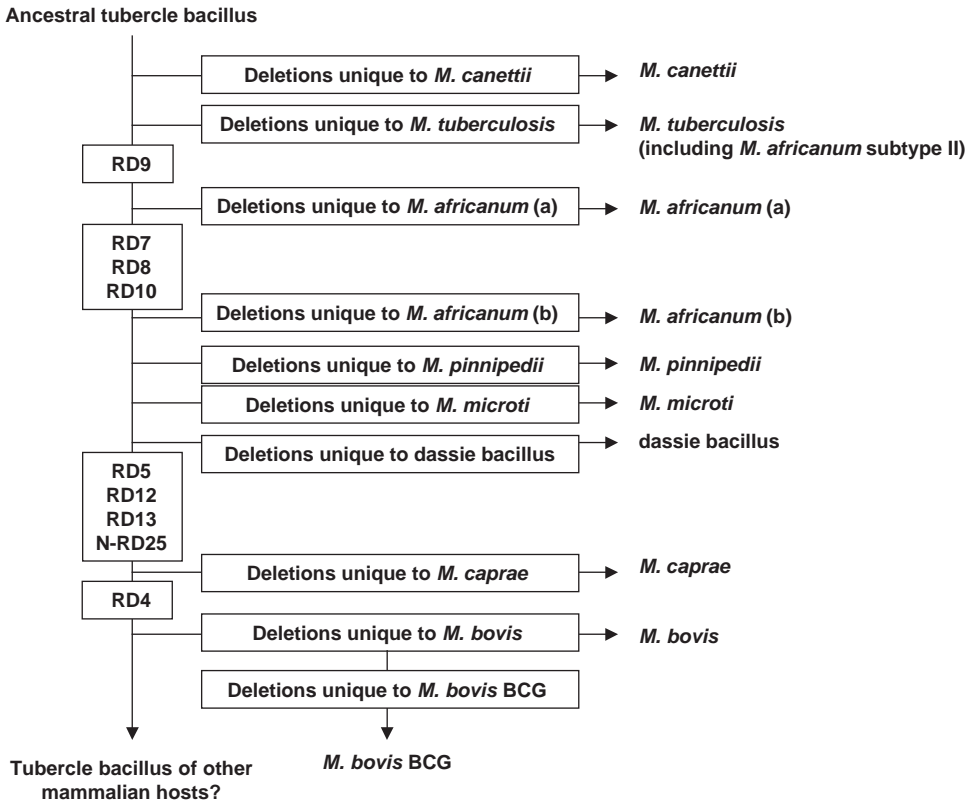 Ancestral tubercle bacillus
Deletions unique to M. canettii
M. canettii
Deletions unique to M. tuberculosis
M. tuberculosis
(including M. africanum subtype II)
RD9
Deletions unique to M. africanum (a)
M. africanum (a)
RD7
RD8
RD10
Deletions unique to M. africanum (b)
M. africanum (b)
Deletions unique to M. pinnipedii
M. pinnipedii
Deletions unique to M. microti
M. microti
Deletions unique to dassie bacillus
dassie bacillus
RD5
RD12
RD13
N-RD25
Deletions unique to M. caprae
M. caprae
RD4
Deletions unique to M. bovis
M. bovis
Deletions unique to M. bovis BCG
M. bovis BCG
Tubercle bacillus of other
mammalian hosts?